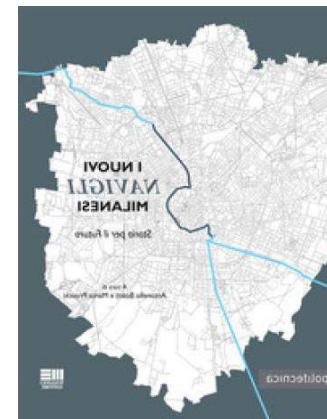 I NUOVI
NAVIGLI
MILANESI
Storia per il Futuro
A cura di
Antonello Boatti e Marco Prusicki
politecnica